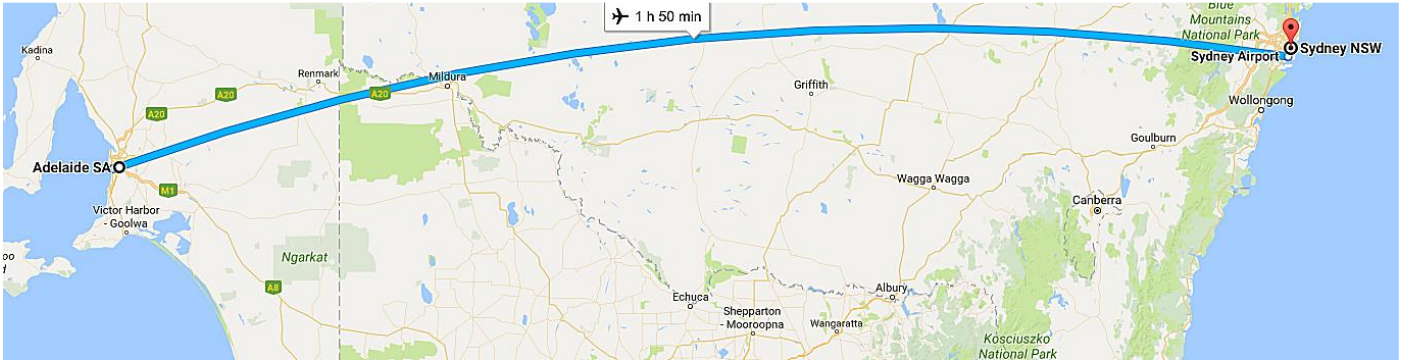 1 h 50 min
Blue
Mountains
National Park
Kadina
Sydney NSW
Sydney Airport
Renmark
Mildura
A20
A20
A20
Griffith
Wollongong
Goulburn
Adelaide SA
M1
Wagga Wagga
Canberra
Victor Harbor
- Goolwa
Ngarkat
A8
Echuca
Albury
Shepparton
- Mooroopna
Wangaratta
Kosciuszko
National Park